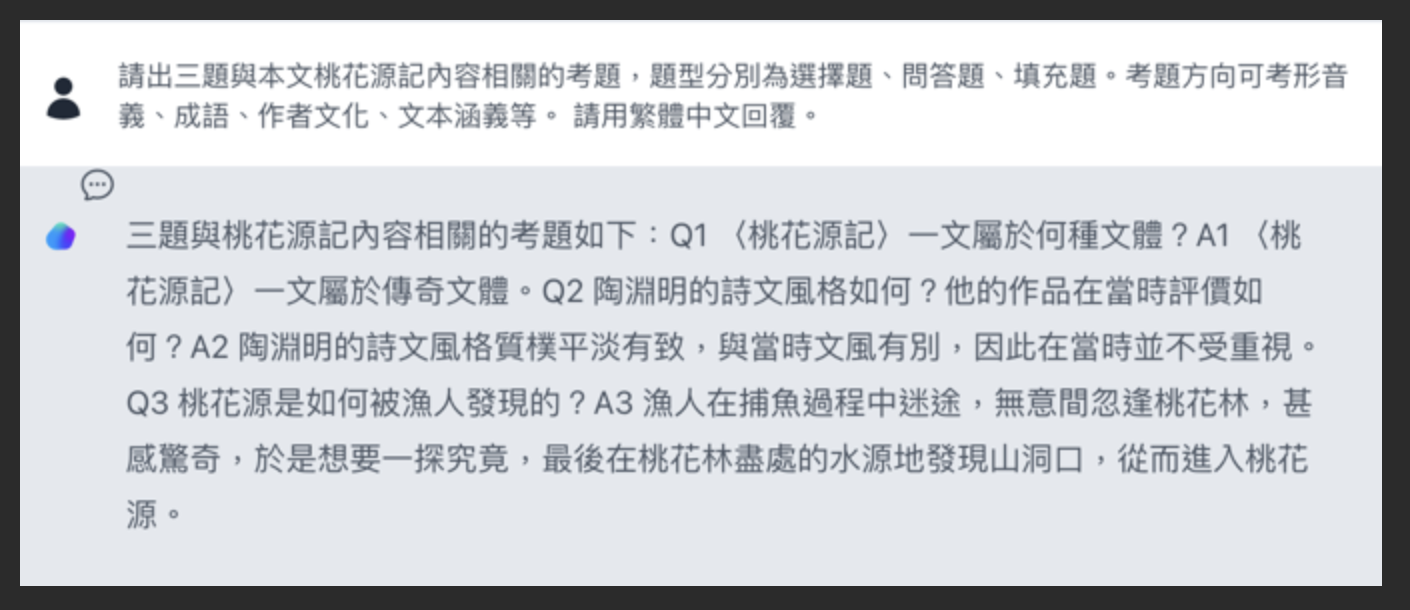 請出三題與本文桃花源記內容相關的考題，題型分別為選擇題、問答題、填充題。考題方向可考形音
義、成語、作者文化、文本涵義等。 請用繁體中文回覆。
三題與桃花源記內容相關的考題如下：Q1 〈桃花源記〉一文屬於何種文體？A1 〈桃
花源記〉一文屬於傳奇文體。Q2 陶淵明的詩文風格如何？他的作品在當時評價如
何？A2 陶淵明的詩文風格質樸平淡有致，與當時文風有別，因此在當時並不受重視。
Q3 桃花源是如何被漁人發現的？A3 漁人在捕魚過程中迷途，無意間忽逢桃花林，甚
感驚奇，於是想要一探究竟，最後在桃花林盡處的水源地發現山洞口，從而進入桃花
源。